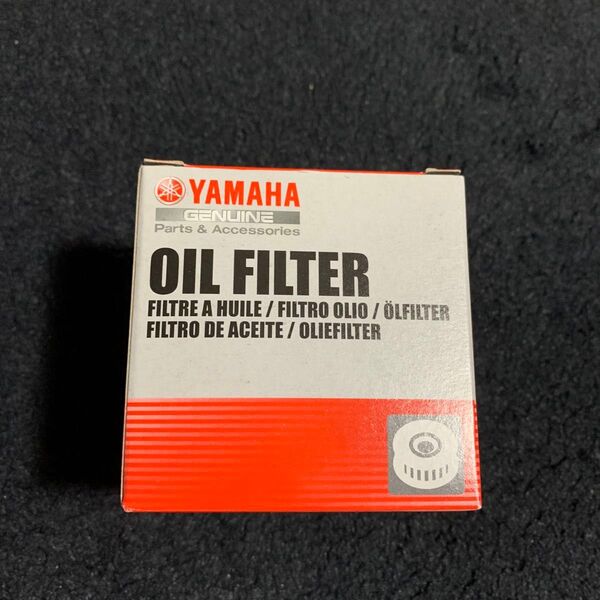 YAMAHA
GENUINE
Parts & Accessories
OIL FILTER
FILTRE A HUILE / FILTRO OLIO / ÖLFILTER
FILTRO DE ACEITE / OLIEFILTER